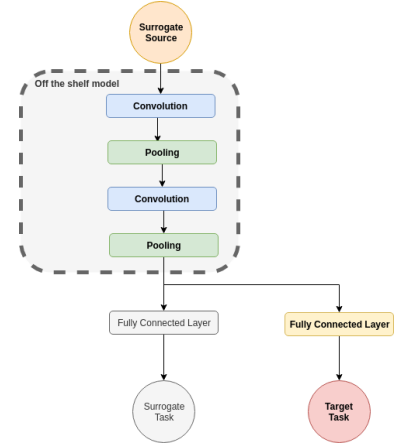 Surrogate
Source
Off the shelf model
Convolution
Pooling
Convolution
Pooling
Fully Connected Layer
Fully Connected Layer
Surrogate
Task
Target
Task